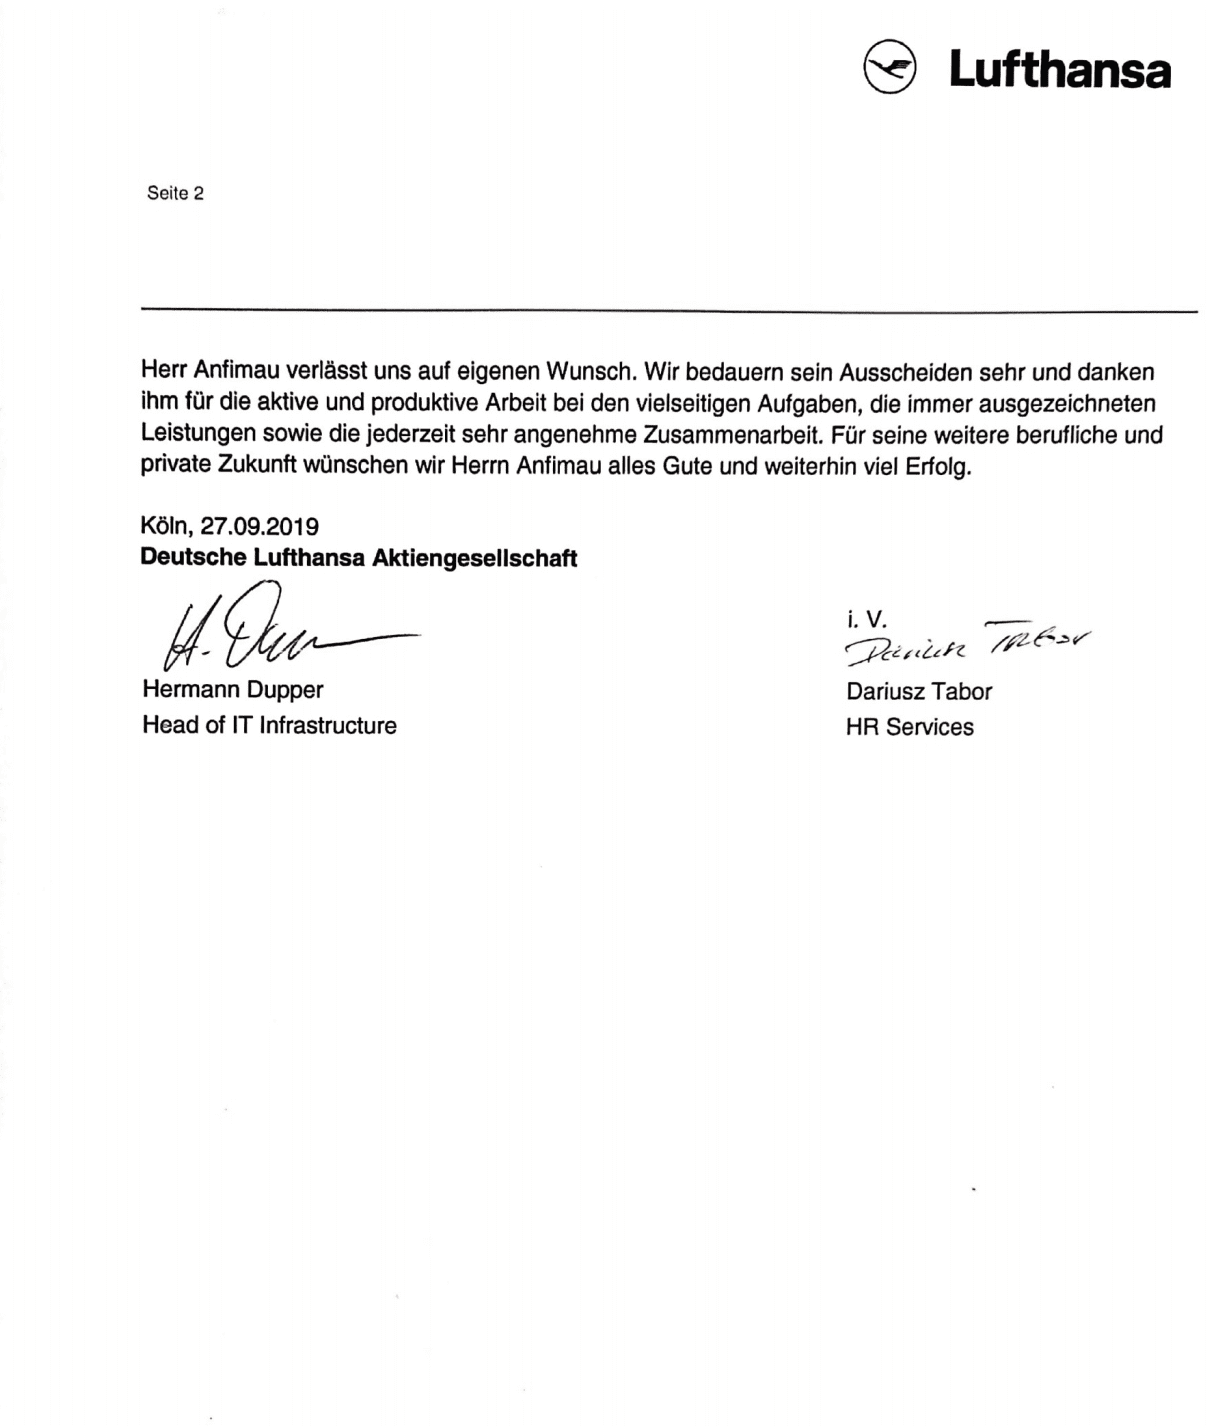 Lufthansa
Seite 2
Herr Anfimau verlässt uns auf eigenen Wunsch. Wir bedauern sein Ausscheiden sehr und danken
ihm für die aktive und produktive Arbeit bei den vielseitigen Aufgaben, die immer ausgezeichneten
Leistungen sowie die jederzeit sehr angenehme Zusammenarbeit. Für seine weitere berufliche und
private Zukunft wünschen wir Herrn Anfimau alles Gute und weiterhin viel Erfolg.
Köln, 27.09.2019
Deutsche Lufthansa Aktiengesellschaft
i. V.
Dariusz Tabor
Hermann Dupper
Dariusz Tabor
Head of IT Infrastructure
HR Services